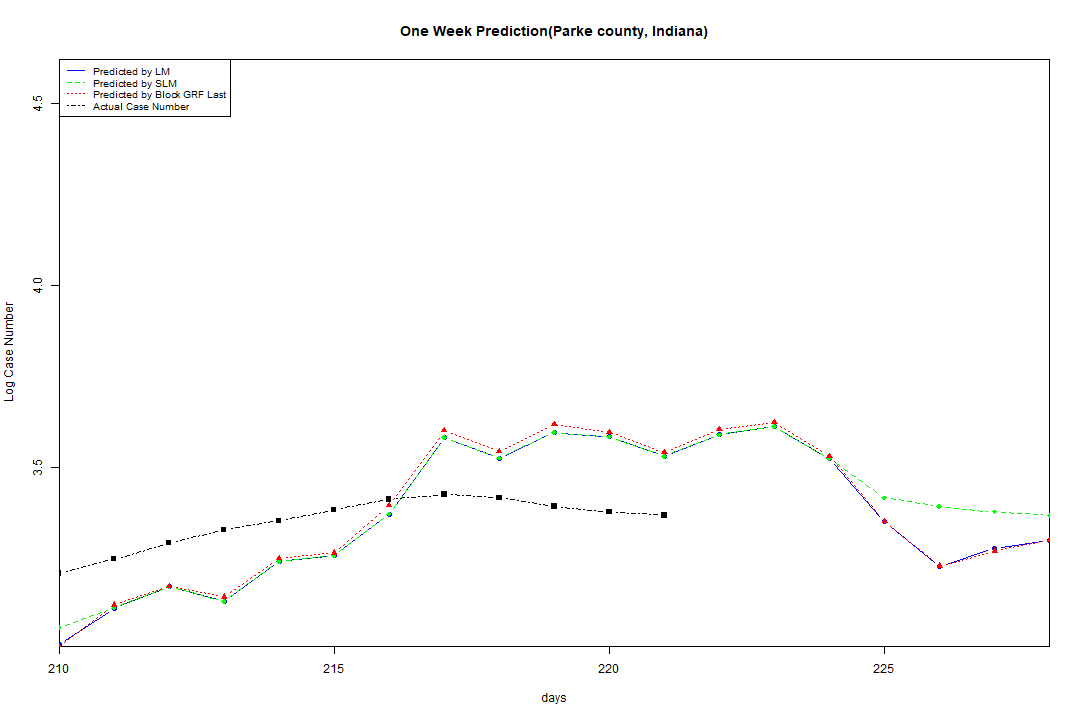 One Week Prediction(Parke county, Indiana)
Predicted by LM
Predicted by SLM
Predicted by Block GRF Last
Actual Case Number
Log Case Number
4.5
4.0
3.5
210
215
220
225
days